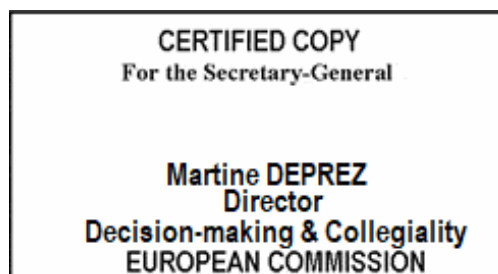 CERTIFIED COPY
For the Secretary-General
Martine DEPREZ
Director
Decision-making & Collegiality
EUROPEAN COMMISSION